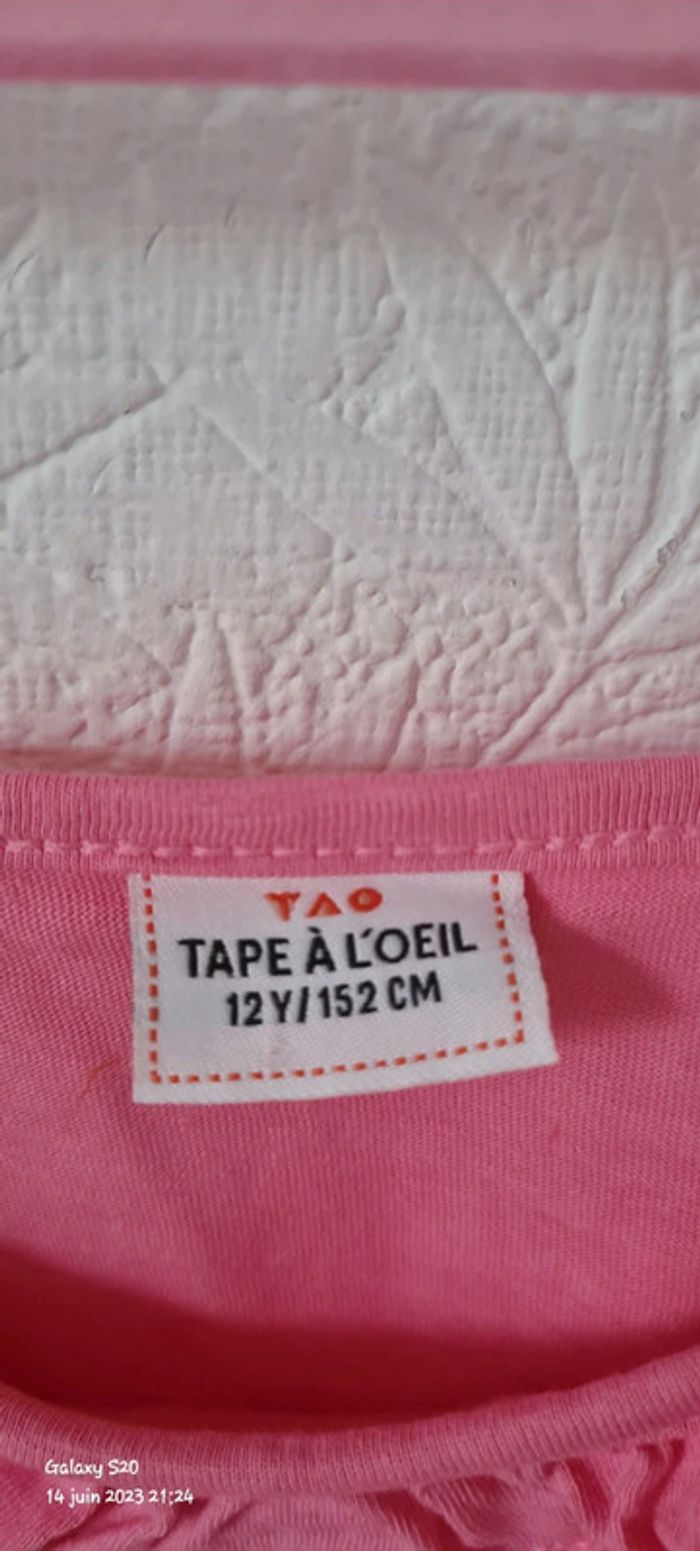 TAO
TAPE À L'OEIL
12 Y/152 CM
Galaxy S20
14 juin 2023 21:24